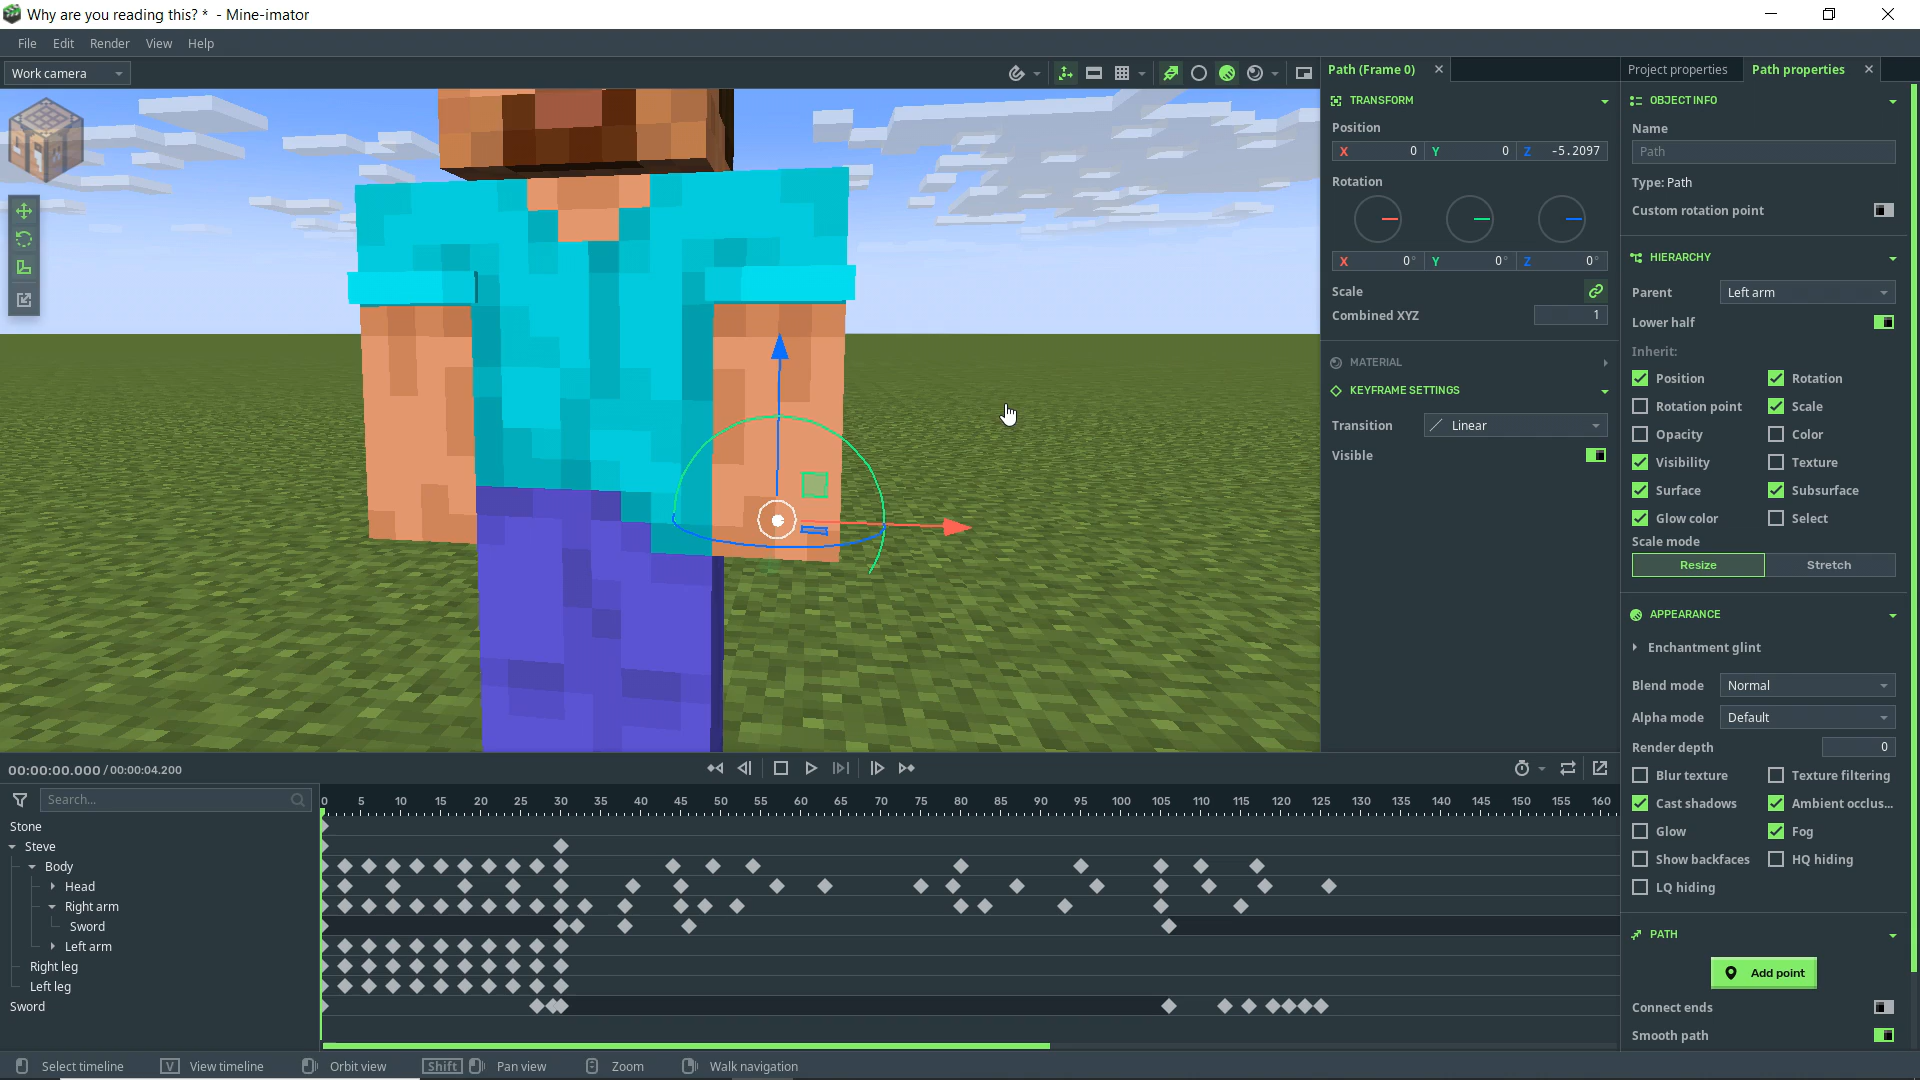 Why are you reading this? * - Mine-imator
File Edit Render View Help
Work camera
Path (Frame 0)
TRANSFORM
Position
X 0 Y 0 Z -5.2097
Rotation
X 0° Y 0° Z 0°
Scale
Combined XYZ 1
MATERIAL
KEYFRAME SETTINGS
Transition Linear
Visible
Project properties Path properties
OBJECT INFO
Name
Path
Type: Path
Custom rotation point
HIERARCHY
Parent Left arm
Lower half
Inherit:
Position Rotation
Rotation point Scale
Opacity Color
Visibility Texture
Surface Subsurface
Glow color Select
Scale mode
Resize Stretch
APPEARANCE
Enchantment glint
Blend mode Normal
Alpha mode Default
Render depth 0
Blur texture Texture filtering
Cast shadows Ambient occlus...
Glow Fog
Show backfaces HQ hiding
LQ hiding
PATH
Add point
Connect ends
Smooth path
00:00:00.000 / 00:00:04.200
Search...
0 5 10 15 20 25 30 35 40 45 50 55 60 65 70 75 80 85 90 95 100 105 110 115 120 125 130 135 140 145 150 155 160
Stone
Steve
Body
Head
Right arm
Sword
Left arm
Right leg
Left leg
Sword
Select timeline V View timeline Orbit view Shift Pan view Zoom Walk navigation